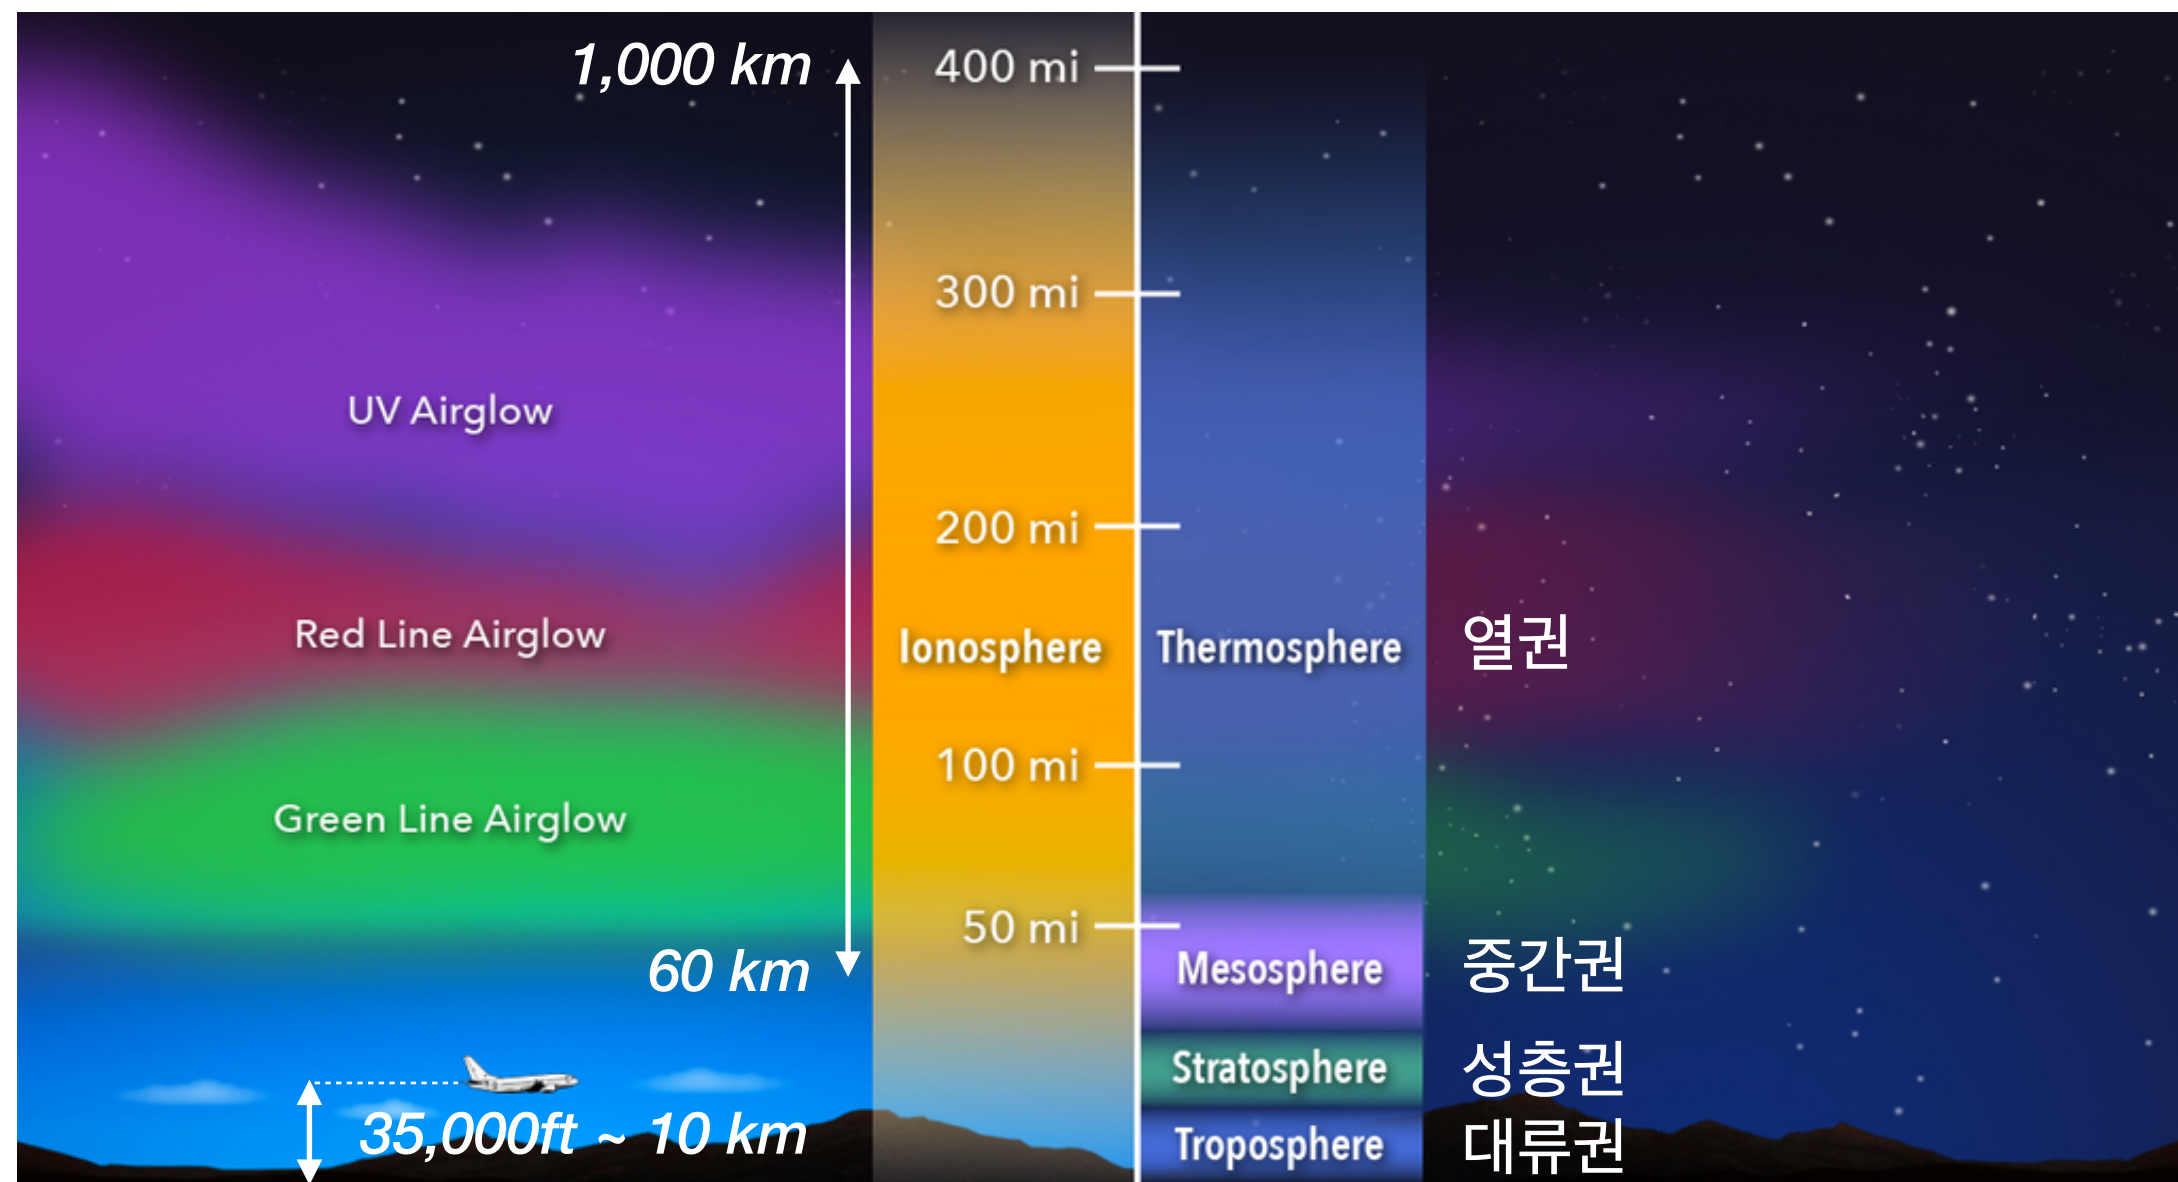 1,000 km
400 mi
300 mi
UV Airglow
200 mi
Red Line Airglow
Ionosphere
Thermosphere
열권
100 mi
Green Line Airglow
50 mi
60 km
Mesosphere
중간권
Stratosphere
성층권
35,000ft ~ 10 km
Troposphere
대류권